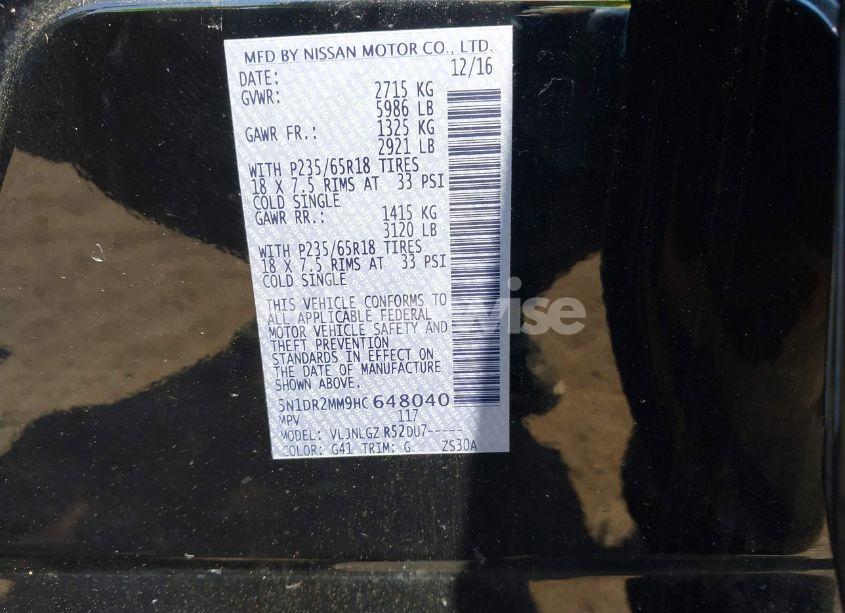 MFD BY NISSAN MOTOR CO., LTD.
DATE: 12/16
GVWR: 2715 KG
5986 LB
GAWR FR.: 1325 KG
2921 LB
WITH P235/65R18 TIRES
18 X 7.5 RIMS AT 33 PSI
COLD SINGLE
GAWR RR.: 1415 KG
3120 LB
WITH P235/65R18 TIRES
18 X 7.5 RIMS AT 33 PSI
COLD SINGLE
THIS VEHICLE CONFORMS TO
ALL APPLICABLE FEDERAL
MOTOR VEHICLE SAFETY AND
THEFT PREVENTION
STANDARDS IN EFFECT ON
THE DATE OF MANUFACTURE
SHOWN ABOVE.
5N1DR2MM9HC 648040
MPV 117
MODEL: VLJNLGZ R52DU7-----
COLOR: G41 TRIM: G ZS30A
wise